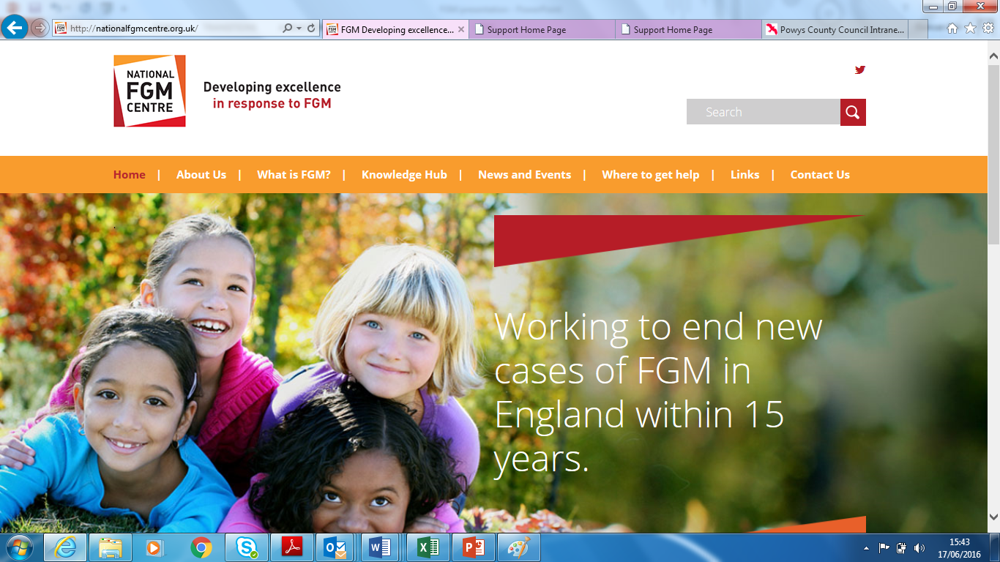 http://nationalfgmcentre.org.uk/
FGM Developing excellence...
Support Home Page
Support Home Page
Powys County Council Intrane...
NATIONAL
FGM
CENTRE
Developing excellence
in response to FGM
Search
Home | About Us | What is FGM? | Knowledge Hub | News and Events | Where to get help | Links | Contact Us
Working to end new
cases of FGM in
England within 15
years.
15:43
17/06/2016